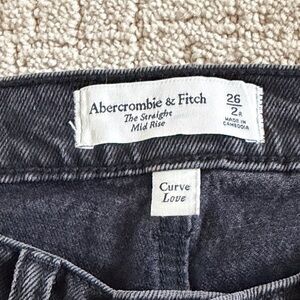 Abercrombie & Fitch
The Straight
Mid Rise
26
2R
MADE IN
CAMBODIA
Curve
Love